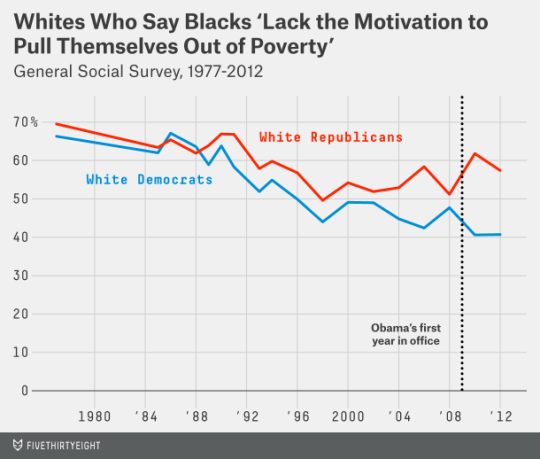 Whites Who Say Blacks ‘Lack the Motivation to
Pull Themselves Out of Poverty’
General Social Survey, 1977-2012
70%
White Republicans
60
White Democrats
50
40
30
20
Obama’s first
year in office
10
0
1980 ’84 ’88 ’92 ’96 2000 ’04 ’08 ’12
FIVETHIRTYEIGHT